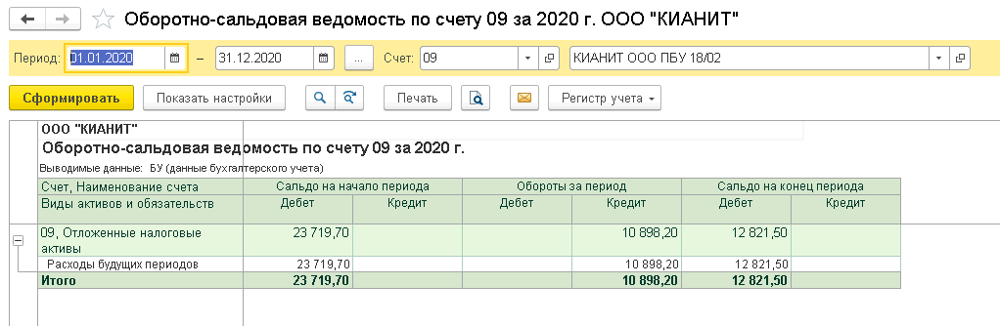 Оборотно-сальдовая ведомость по счету 09 за 2020 г. ООО "КИАНИТ"
Период: 01.01.2020 – 31.12.2020 ... Счет: 09 КИАНИТ ООО ПБУ 18/02
Сформировать Показать настройки Печать Регистр учета
ООО "КИАНИТ"
Оборотно-сальдовая ведомость по счету 09 за 2020 г.
Выводимые данные: БУ (данные бухгалтерского учета)
Счет, Наименование счета Сальдо на начало периода Обороты за период Сальдо на конец периода
Виды активов и обязательств Дебет Кредит Дебет Кредит Дебет Кредит
09, Отложенные налоговые 23 719,70 10 898,20 12 821,50
активы
Расходы будущих периодов 23 719,70 10 898,20 12 821,50
Итого 23 719,70 10 898,20 12 821,50